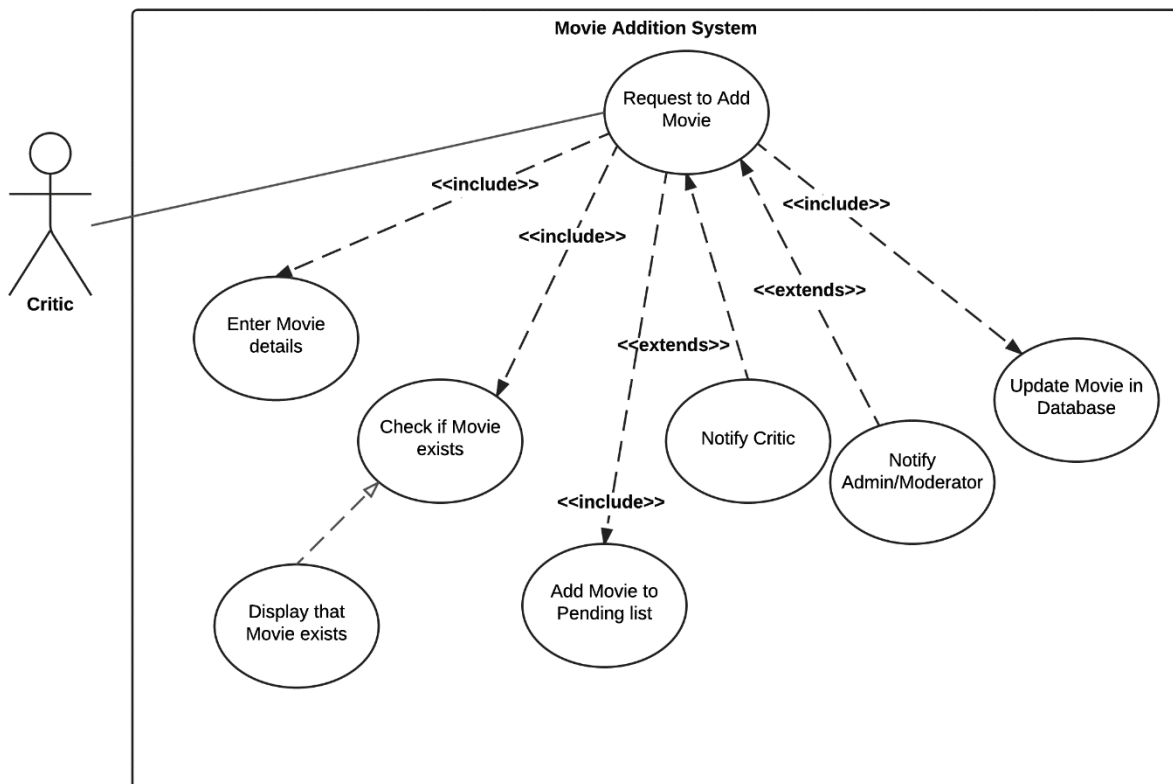 Movie Addition System
Request to Add
Movie
<<include>>
<<include>>
<<include>>
<<extends>>
<<extends>>
<<include>>
Critic
Enter Movie
details
Check if Movie
exists
Notify Critic
Notify
Admin/Moderator
Update Movie in
Database
Display that
Movie exists
Add Movie to
Pending list